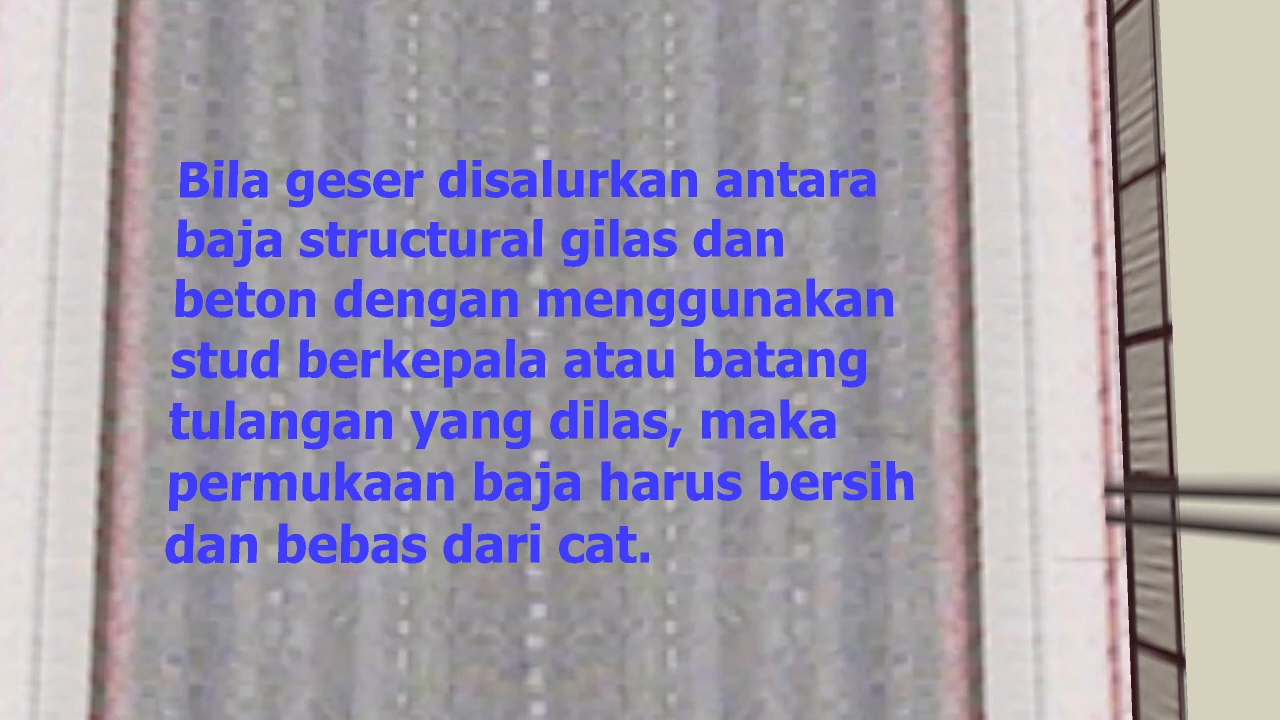 Bila geser disalurkan antara
baja structural gilas dan
beton dengan menggunakan
stud berkepala atau batang
tulangan yang dilas, maka
permukaan baja harus bersih
dan bebas dari cat.